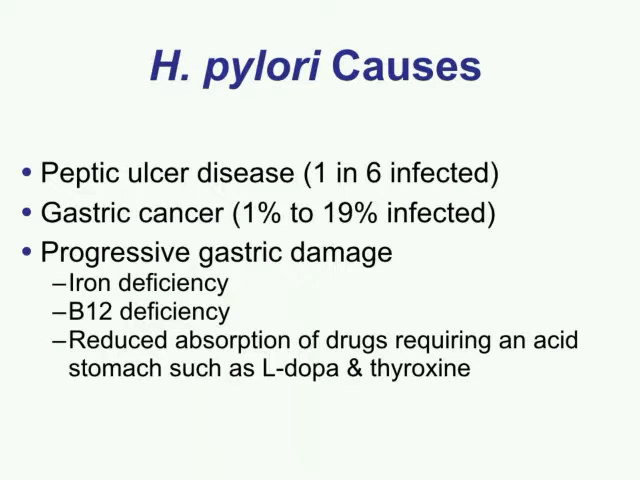 H. pylori Causes
• Peptic ulcer disease (1 in 6 infected)
• Gastric cancer (1% to 19% infected)
• Progressive gastric damage
–Iron deficiency
–B12 deficiency
–Reduced absorption of drugs requiring an acid
stomach such as L-dopa & thyroxine